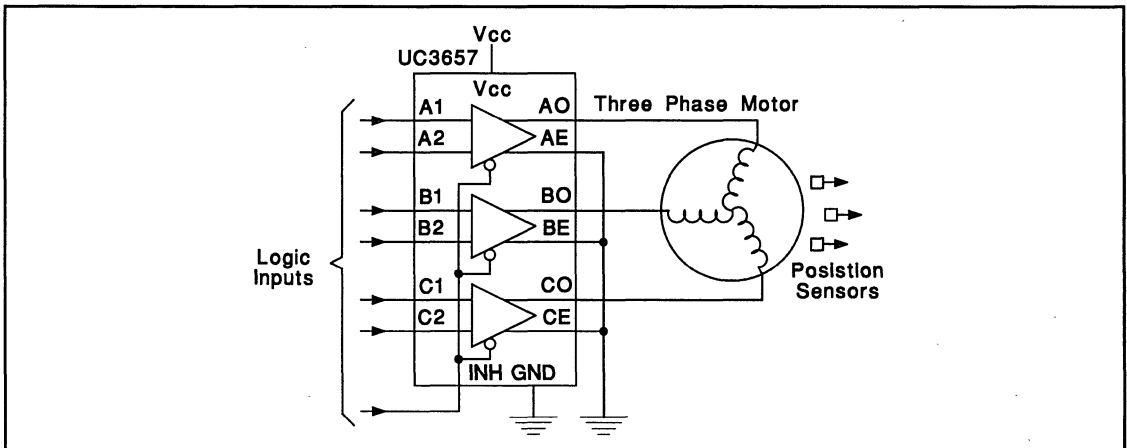 Vcc
UC3657
Vcc
A1
AO
Three Phase Motor
A2
AE
B1
BO
B2
BE
Logic
Inputs
C1
CO
Posistion
Sensors
C2
CE
INH GND